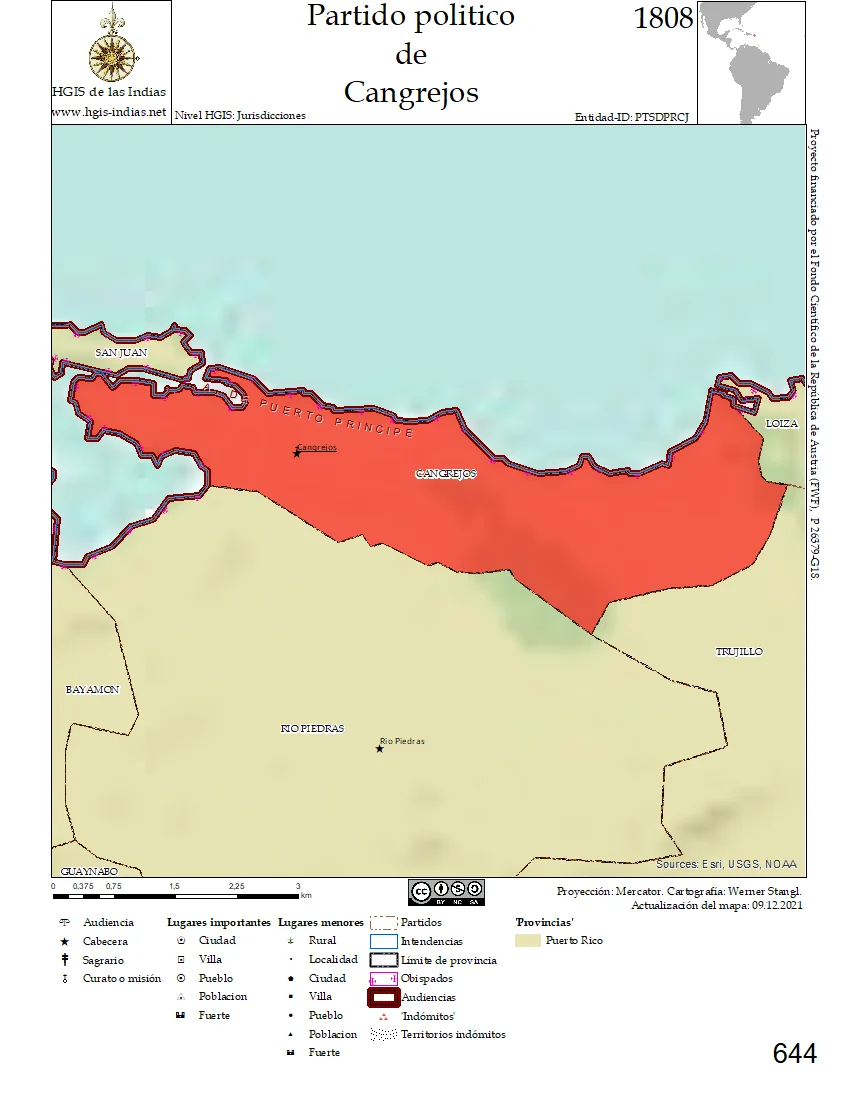 Partido politico
de
Cangrejos
1808
HGIS de las Indias
www.hgis-indias.net
Nivel HGIS: Jurisdicciones
Entidad-ID: PTSDPRCJ
Proyecto financiado por el Fondo Científico de la República de Austria (FWF), P 26379-G18.
SAN JUAN
A DE PUERTO PRINCIPE
LOIZA
Cangrejos
CANGREJOS
TRUJILLO
BAYAMON
RIO PIEDRAS
Rio Piedras
GUAYNABO
Sources: Esri, USGS, NOAA
0 0,375 0,75 1,5 2,25 3
km
CC BY NC SA
Proyección: Mercator. Cartografía: Werner Stangl.
Actualización del mapa: 09.12.2021
Audiencia
Cabecera
Sagrario
Curato o misión
Lugares importantes
Ciudad
Villa
Pueblo
Poblacion
Fuerte
Lugares menores
Rural
Localidad
Ciudad
Villa
Pueblo
Poblacion
Fuerte
Partidos
Intendencias
Límite de provincia
Obispados
Audiencias
'Indómitos'
Territorios indómitos
'Provincias'
Puerto Rico
644